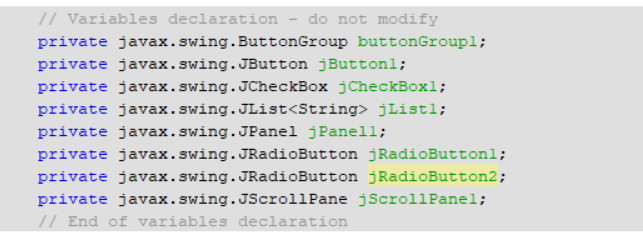 // Variables declaration - do not modify
private javax.swing.ButtonGroup buttonGroup1;
private javax.swing.JButton jButton1;
private javax.swing.JCheckBox jCheckBox1;
private javax.swing.JList<String> jList1;
private javax.swing.JPanel jPanel1;
private javax.swing.JRadioButton jRadioButton1;
private javax.swing.JRadioButton jRadioButton2;
private javax.swing.JScrollPane jScrollPane1;
// End of variables declaration